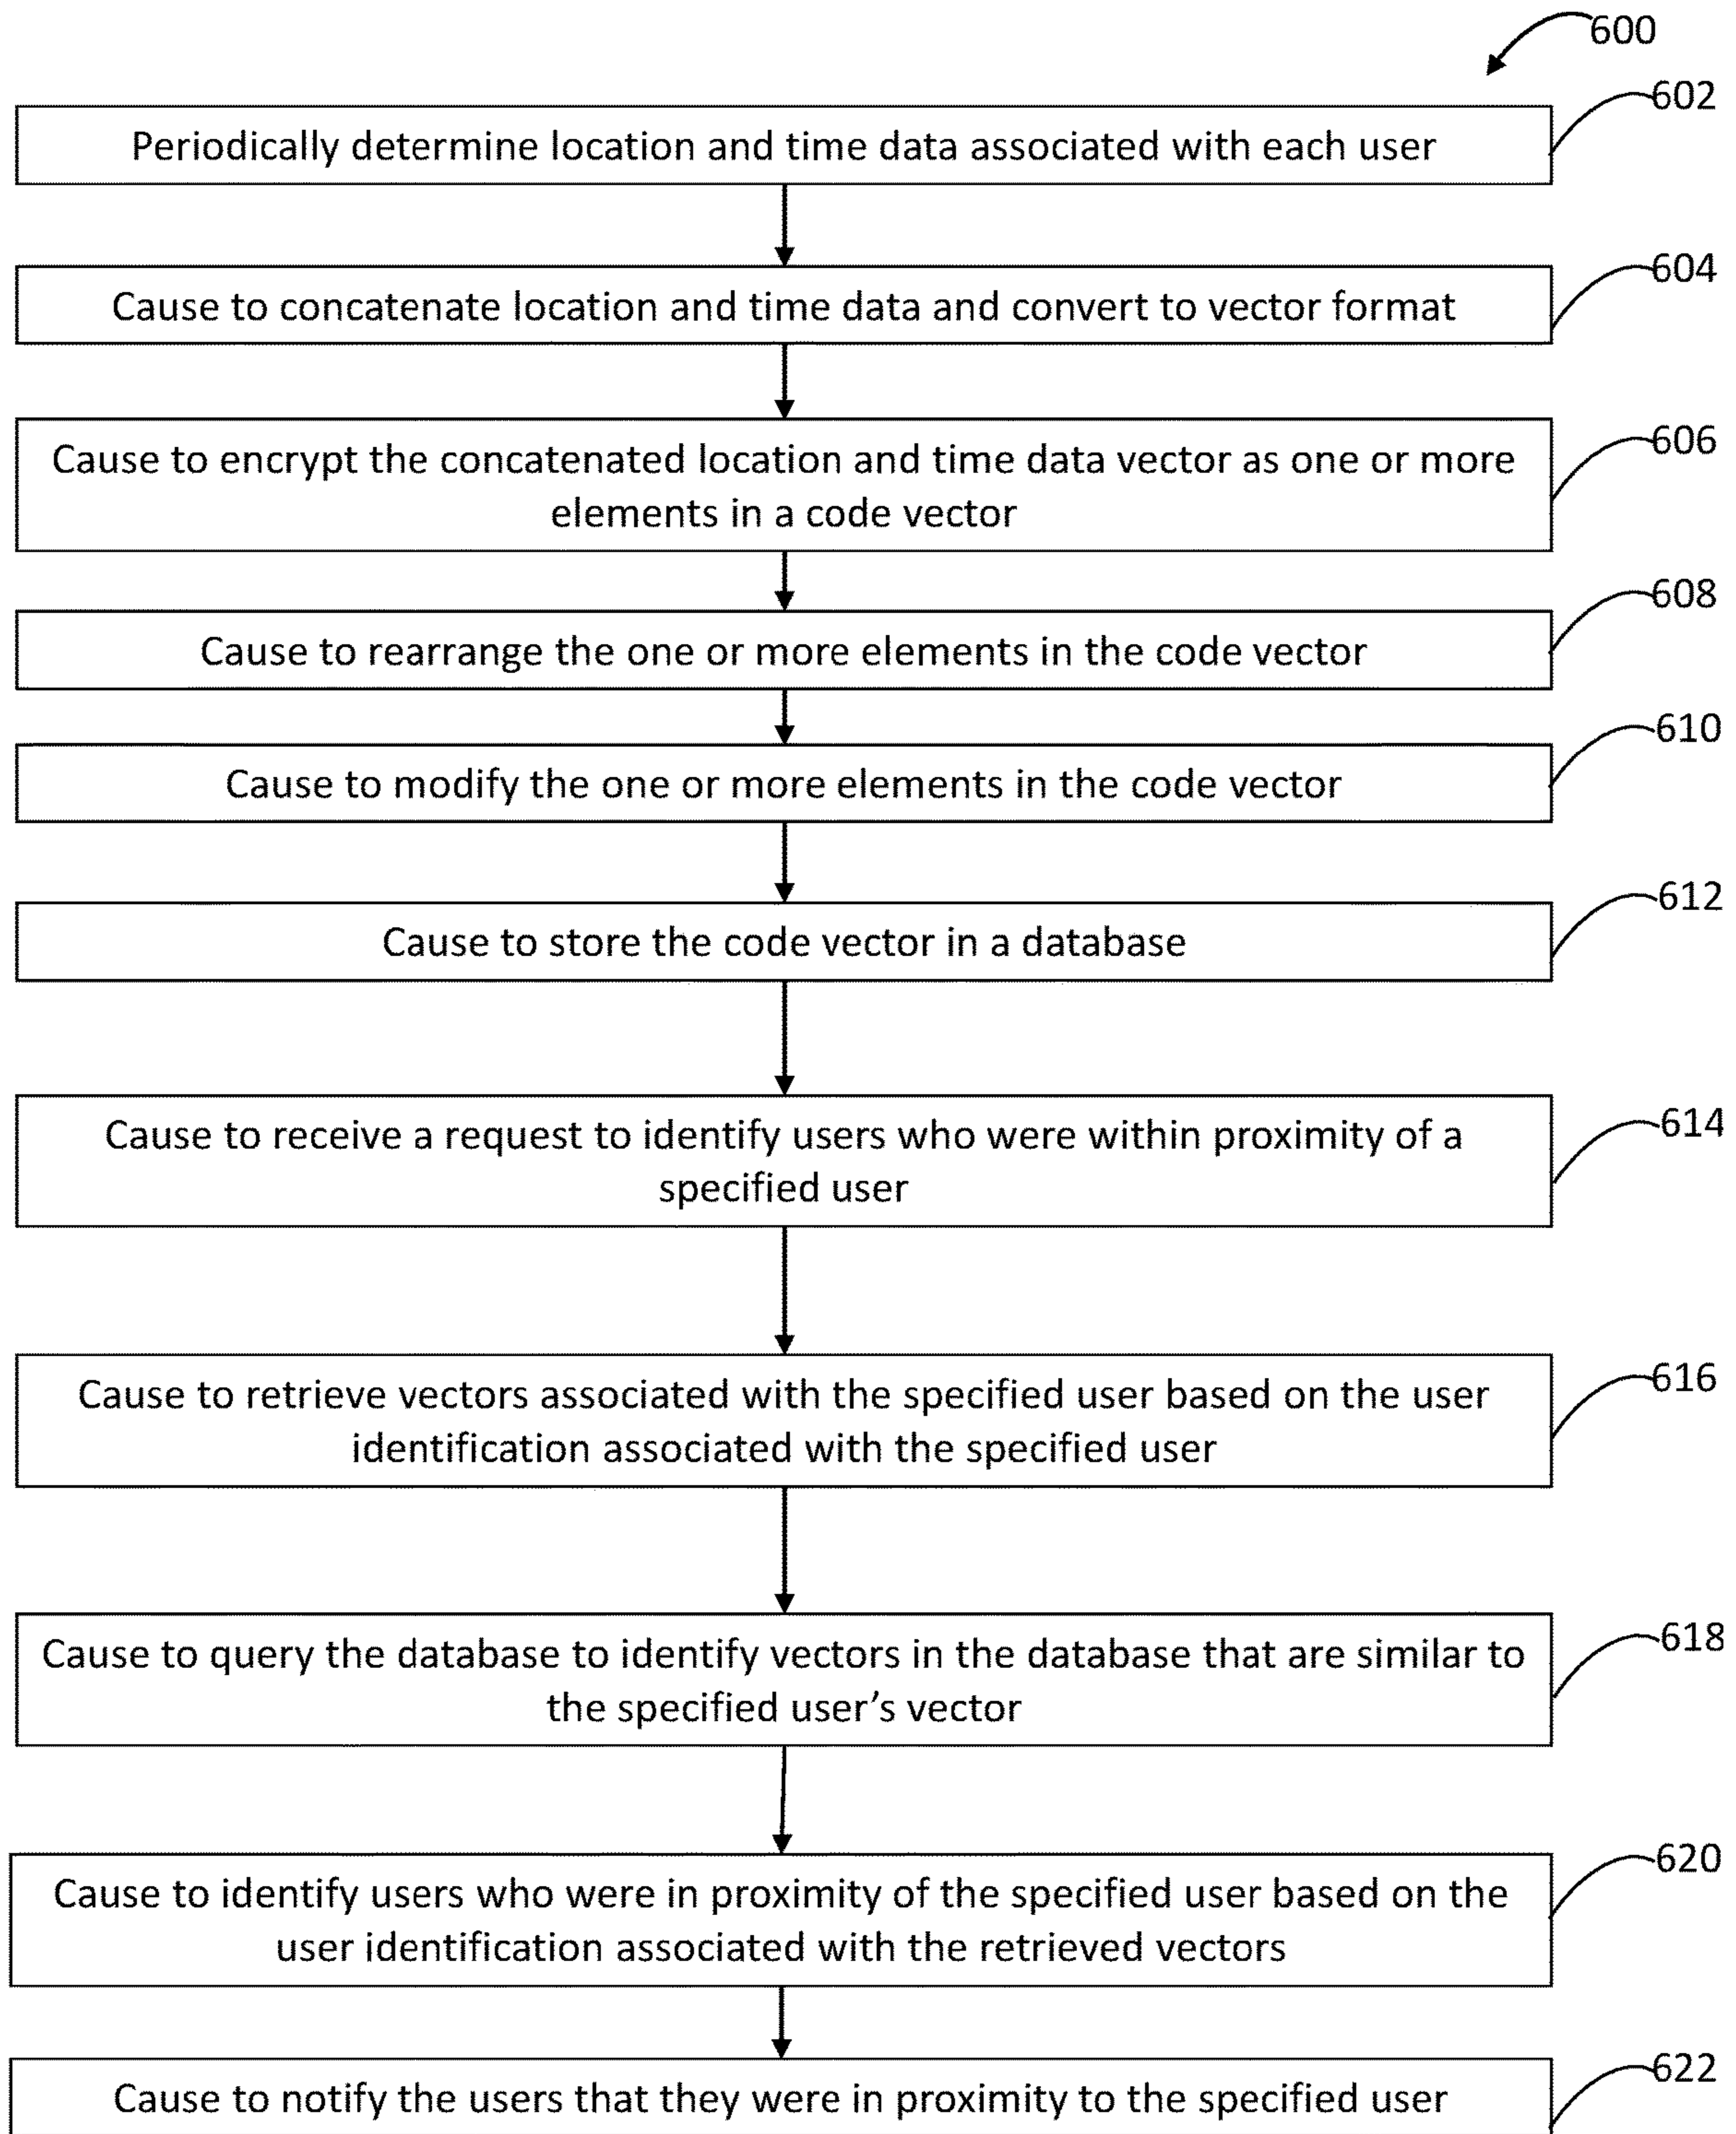 600
602
Periodically determine location and time data associated with each user
604
Cause to concatenate location and time data and convert to vector format
606
Cause to encrypt the concatenated location and time data vector as one or more
elements in a code vector
608
Cause to rearrange the one or more elements in the code vector
610
Cause to modify the one or more elements in the code vector
612
Cause to store the code vector in a database
614
Cause to receive a request to identify users who were within proximity of a
specified user
616
Cause to retrieve vectors associated with the specified user based on the user
identification associated with the specified user
618
Cause to query the database to identify vectors in the database that are similar to
the specified user’s vector
620
Cause to identify users who were in proximity of the specified user based on the
user identification associated with the retrieved vectors
622
Cause to notify the users that they were in proximity to the specified user